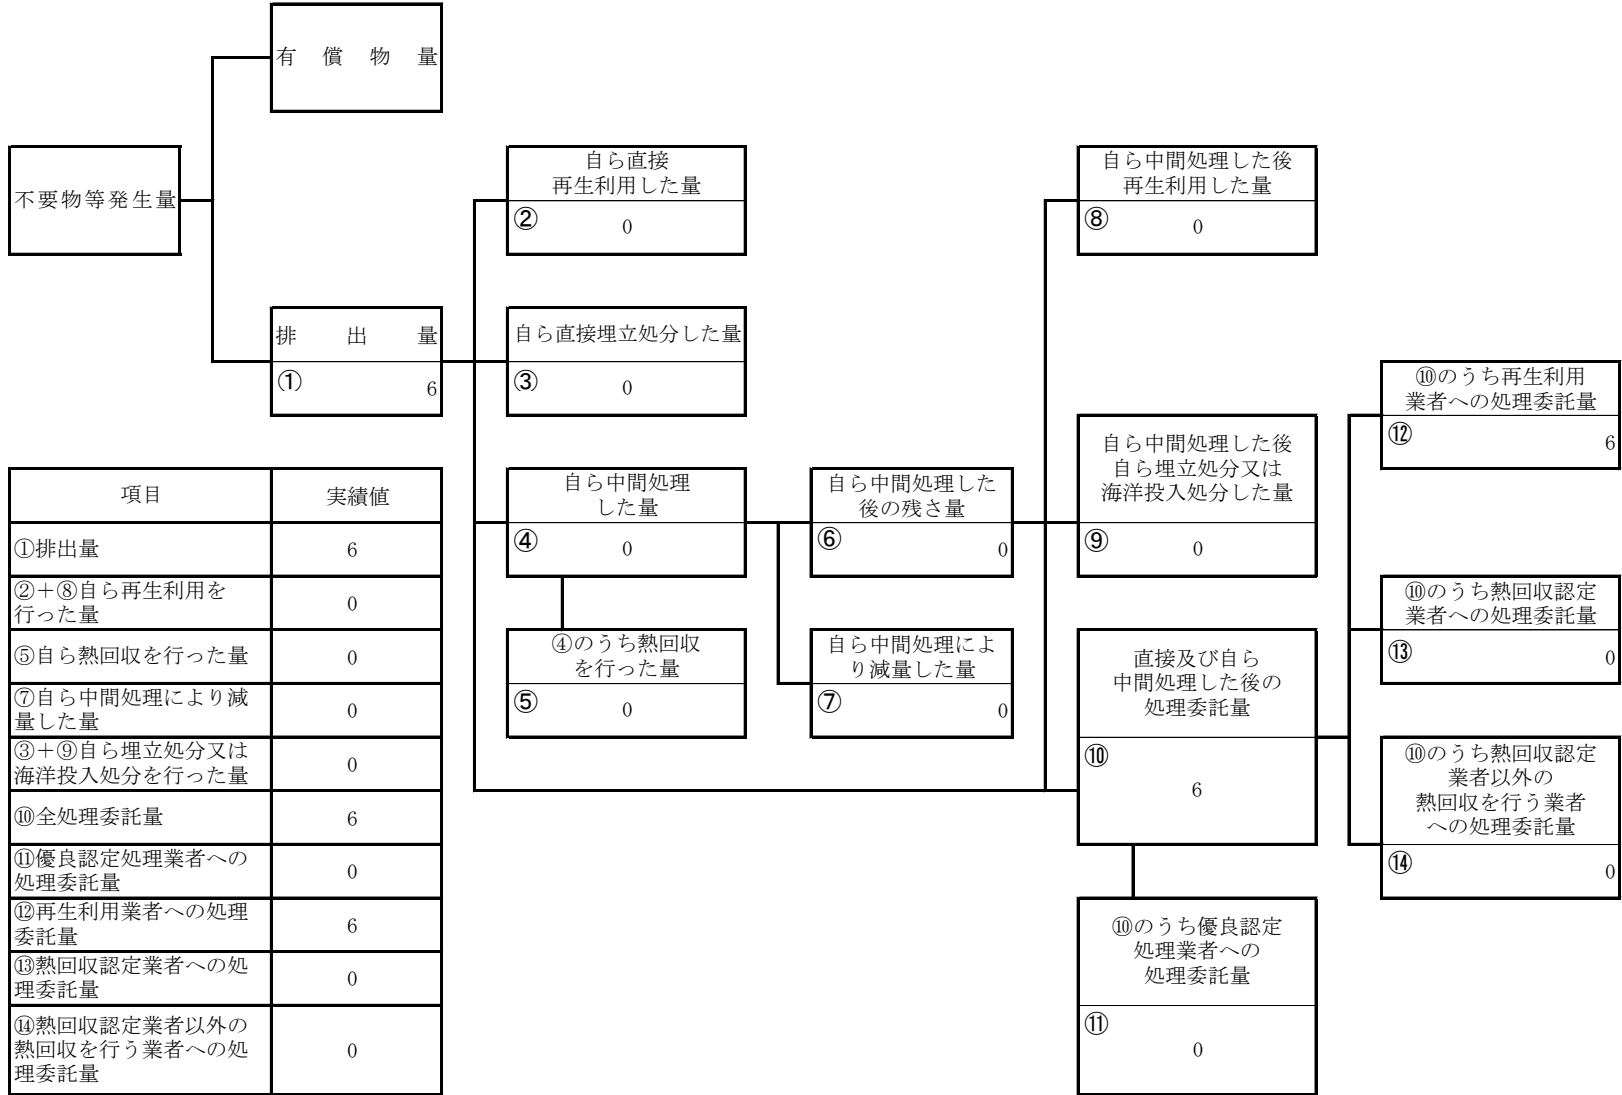 有償物量
不要物等発生量
自ら直接
再生利用した量
②
0
自ら中間処理した後
再生利用した量
⑧
0
排出量
①
6
自ら直接埋立処分した量
③
0
⑩のうち再生利用
業者への処理委託量
⑫
6
自ら中間処理
した量
④
0
自ら中間処理した
後の残さ量
⑥
0
自ら中間処理した後
自ら埋立処分又は
海洋投入処分した量
⑨
0
④のうち熱回収
を行った量
⑤
0
自ら中間処理によ
り減量した量
⑦
0
直接及び自ら
中間処理した後の
処理委託量
⑩
6
⑩のうち熱回収認定
業者への処理委託量
⑬
0
⑩のうち熱回収認定
業者以外の
熱回収を行う業者
への処理委託量
⑭
0
⑩のうち優良認定
処理業者への
処理委託量
⑪
0
項目 実績値
①排出量 6
②+⑧自ら再生利用を
行った量
0
⑤自ら熱回収を行った量 0
⑦自ら中間処理により減
量した量
0
③+⑨自ら埋立処分又は
海洋投入処分を行った量
0
⑩全処理委託量 6
⑪優良認定処理業者への
処理委託量
0
⑫再生利用業者への処理
委託量
6
⑬熱回収認定業者への処
理委託量
0
⑭熱回収認定業者以外の
熱回収を行う業者への処
理委託量
0